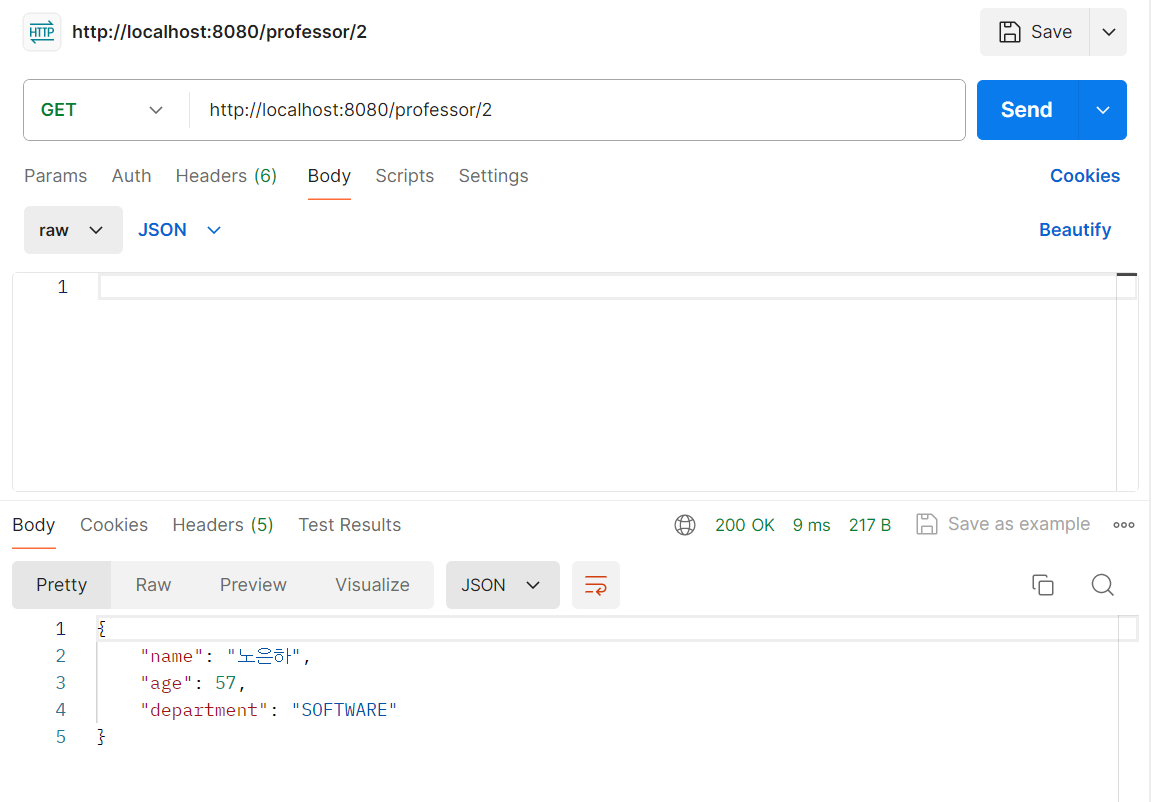 HTTP http://localhost:8080/professor/2 Save
GET http://localhost:8080/professor/2 Send
Params Auth Headers (6) Body Scripts Settings Cookies
raw JSON Beautify
1
Body Cookies Headers (5) Test Results 200 OK 9 ms 217 B Save as example
Pretty Raw Preview Visualize JSON
1 {
2 "name": "노은하",
3 "age": 57,
4 "department": "SOFTWARE"
5 }